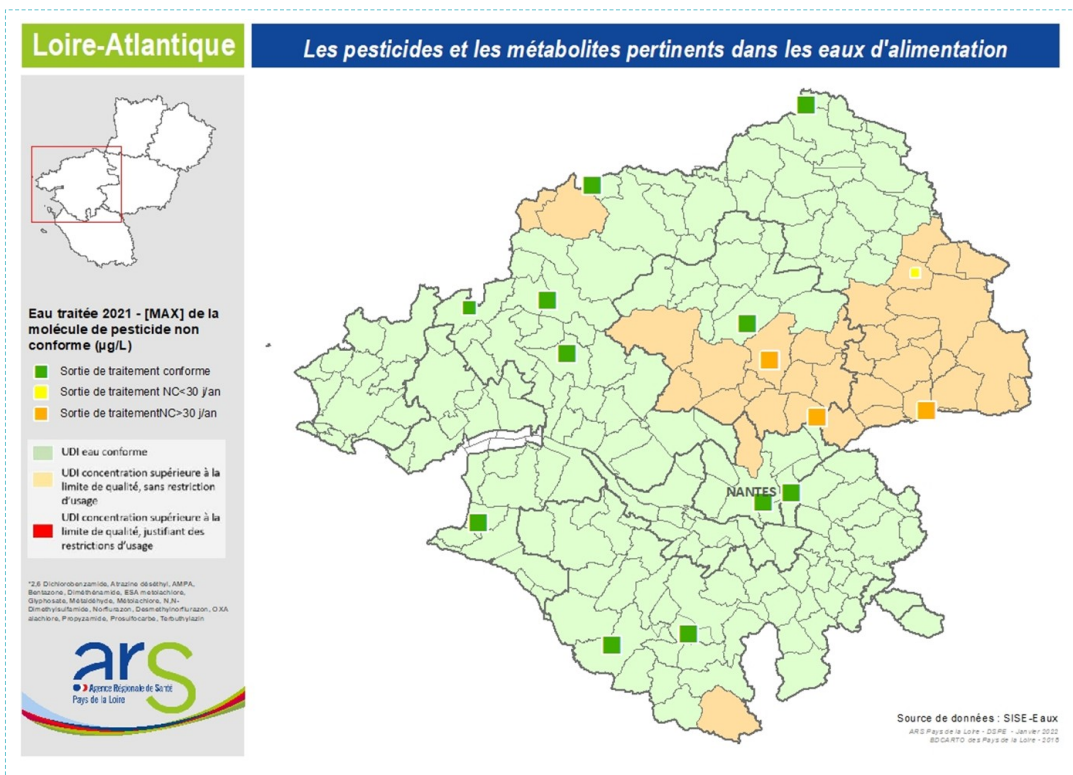 Loire-Atlantique
Les pesticides et les métabolites pertinents dans les eaux d'alimentation
Eau traitée 2021 - [MAX] de la
molécule de pesticide non
conforme (µg/L)
Sortie de traitement conforme
Sortie de traitement NC<30 j/an
Sortie de traitementNC>30 j/an
UDI eau conforme
UDI concentration supérieure à la
limite de qualité, sans restriction
d'usage
UDI concentration supérieure à la
limite de qualité, justifiant des
restrictions d'usage
*2,6 Dichlorobenzamide, Atrazine déséthyl, AMPA,
Bentazone, Diméthénamide, ESA metolachlore,
Glyphosate, Métaldéhyde, Métolachlore, N,N-
Dimethylsulfamide, Norflurazon, Desmethylnorflurazon, OXA
alachlore, Propyzamide, Prosulfocarbe, Terbuthylazin
ars
Agence Régionale de Santé
Pays de la Loire
NANTES
Source de données : SISE-Eaux
ARS Pays de la Loire - DSPE - Janvier 2022
BDCARTO des Pays de la Loire - 2018